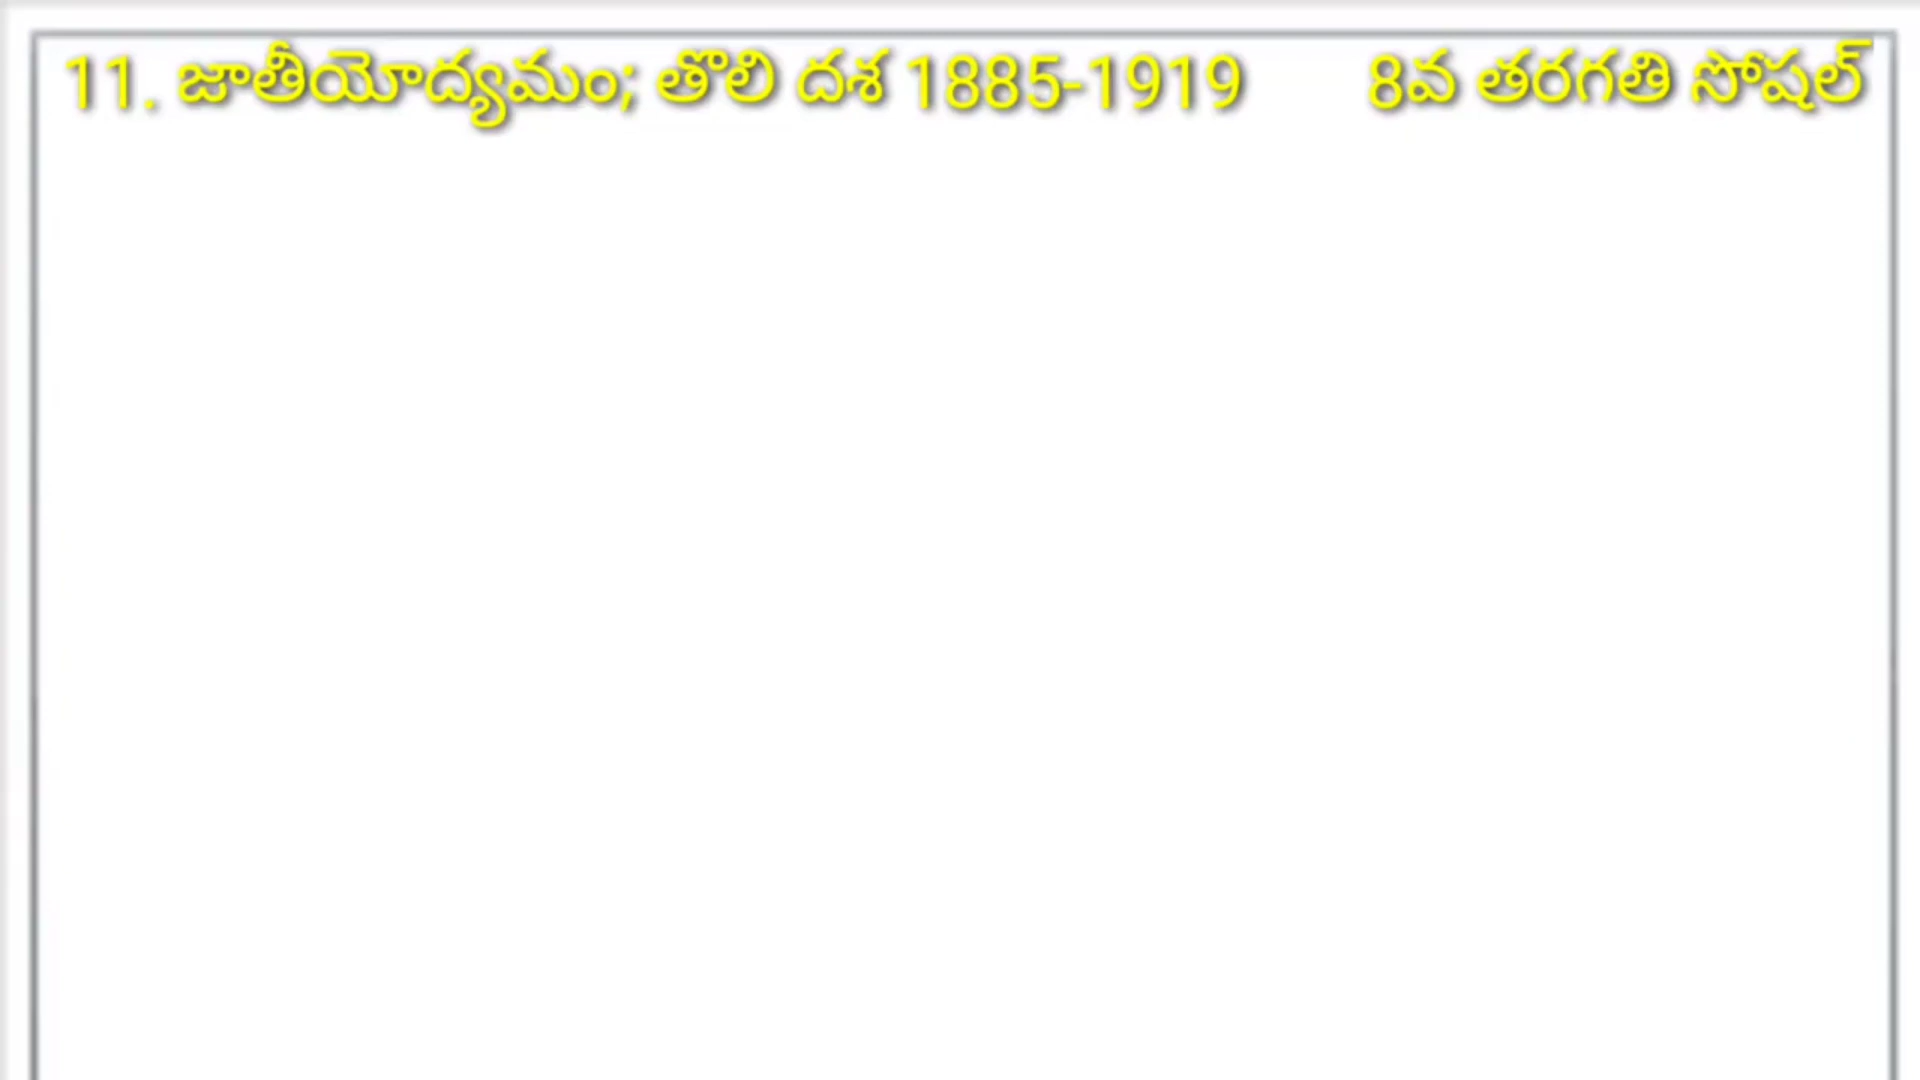 11. జాతీయోద్యమం; తొలి దశ 1885-1919 8వ తరగతి సోషల్